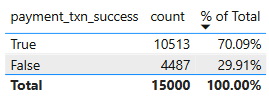 payment_txn_success count % of Total
True 10513 70.09%
False 4487 29.91%
Total 15000 100.00%